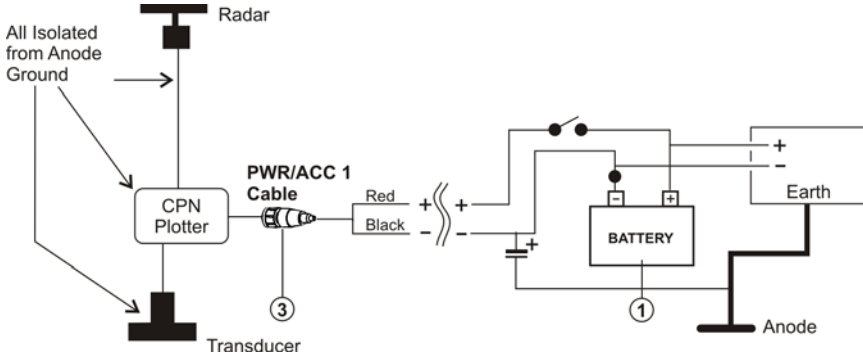 Radar
All Isolated
from Anode
Ground
PWR/ACC 1
Cable
CPN
Plotter
Red
Black
+ +
- -
+
- +
BATTERY
+
-
Earth
3
1
Anode
Transducer